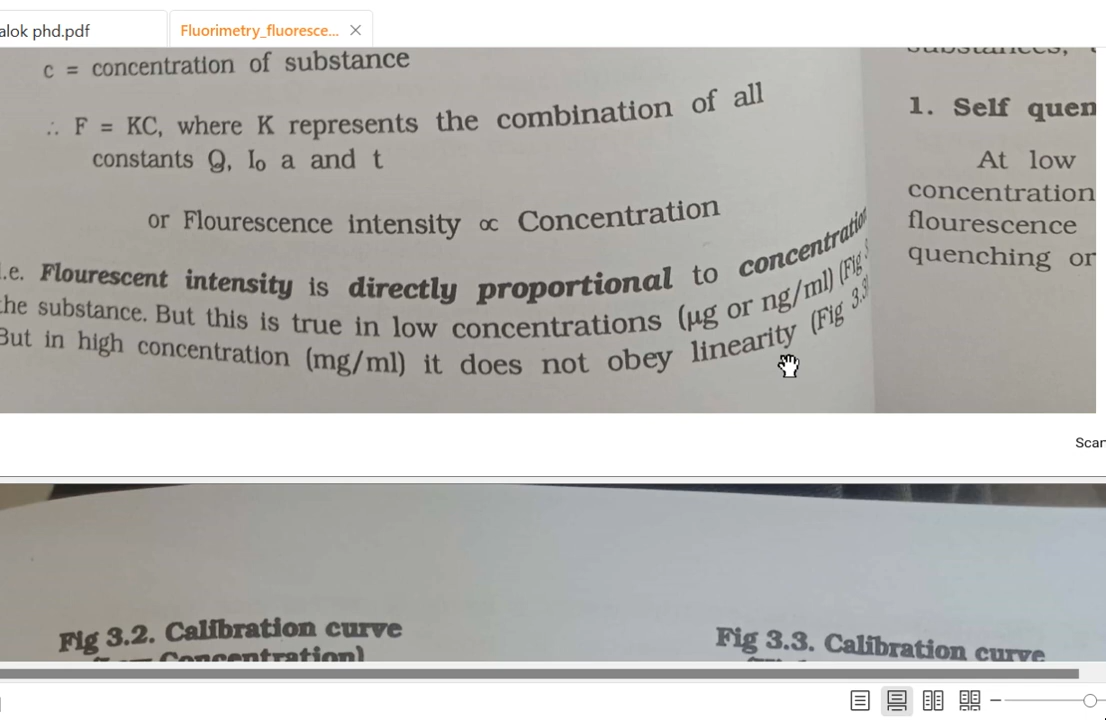 alok phd.pdf
Fluorimetry_fluoresce...
c = concentration of substance
∴ F = KC, where K represents the combination of all
constants Q, I₀ a and t
or Flourescence intensity ∝ Concentration
.e. Flourescent intensity is directly proportional to concentration
the substance. But this is true in low concentrations (μg or ng/ml) (Fig
But in high concentration (mg/ml) it does not obey linearity (Fig 3.3
substances,
1. Self quen
At low
concentration
flourescence
quenching or
Scan
Fig 3.2. Calibration curve
Concentration)
Fig 3.3. Calibration curve